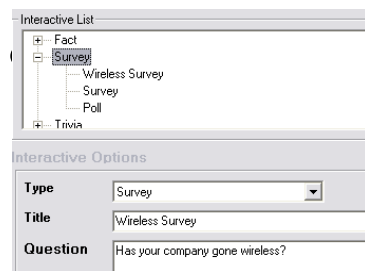 Interactive List
Fact
Survey
Wireless Survey
Survey
Poll
Trivia
Interactive Options
Type Survey
Title Wireless Survey
Question Has your company gone wireless?